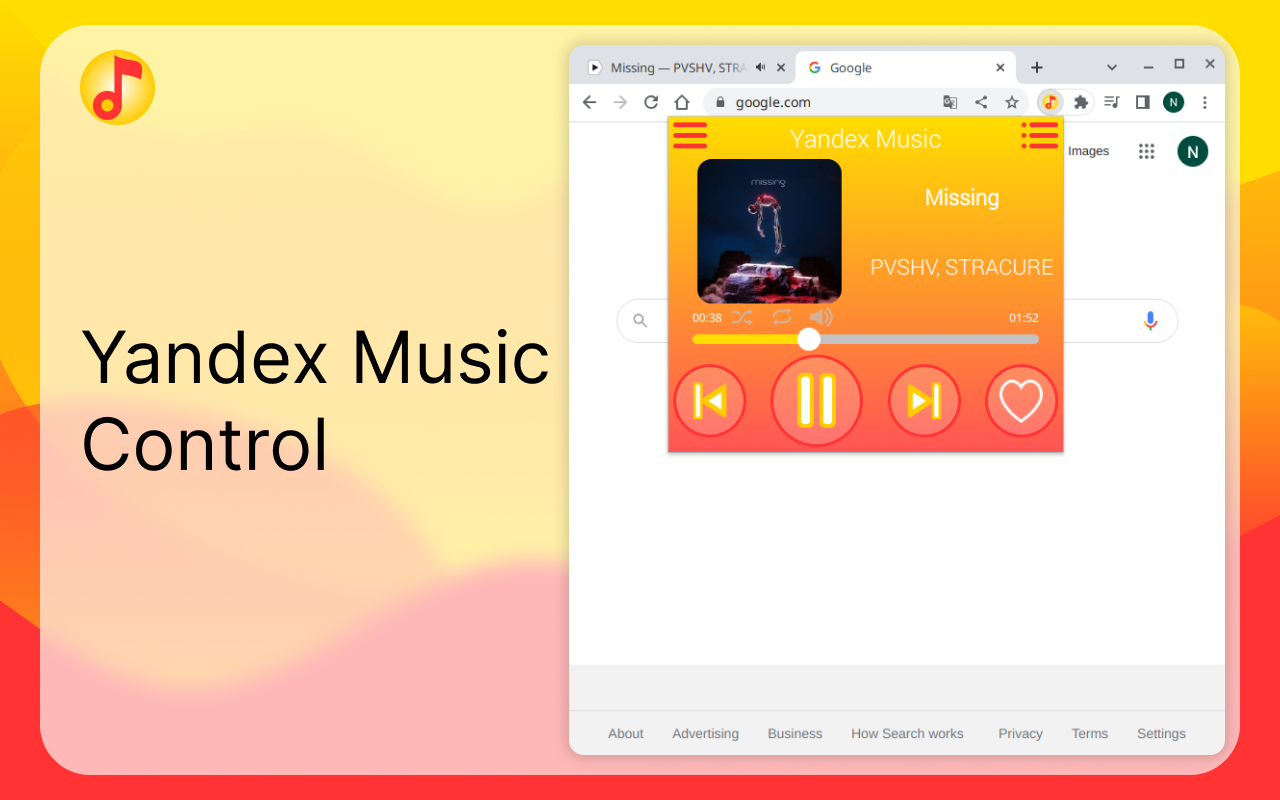 Yandex Music
Control
Missing — PVSHV, STRA
Google
google.com
N
Yandex Music
Images
N
missing
Missing
PVSHV, STRACURE
00:38
01:52
About
Advertising
Business
How Search works
Privacy
Terms
Settings